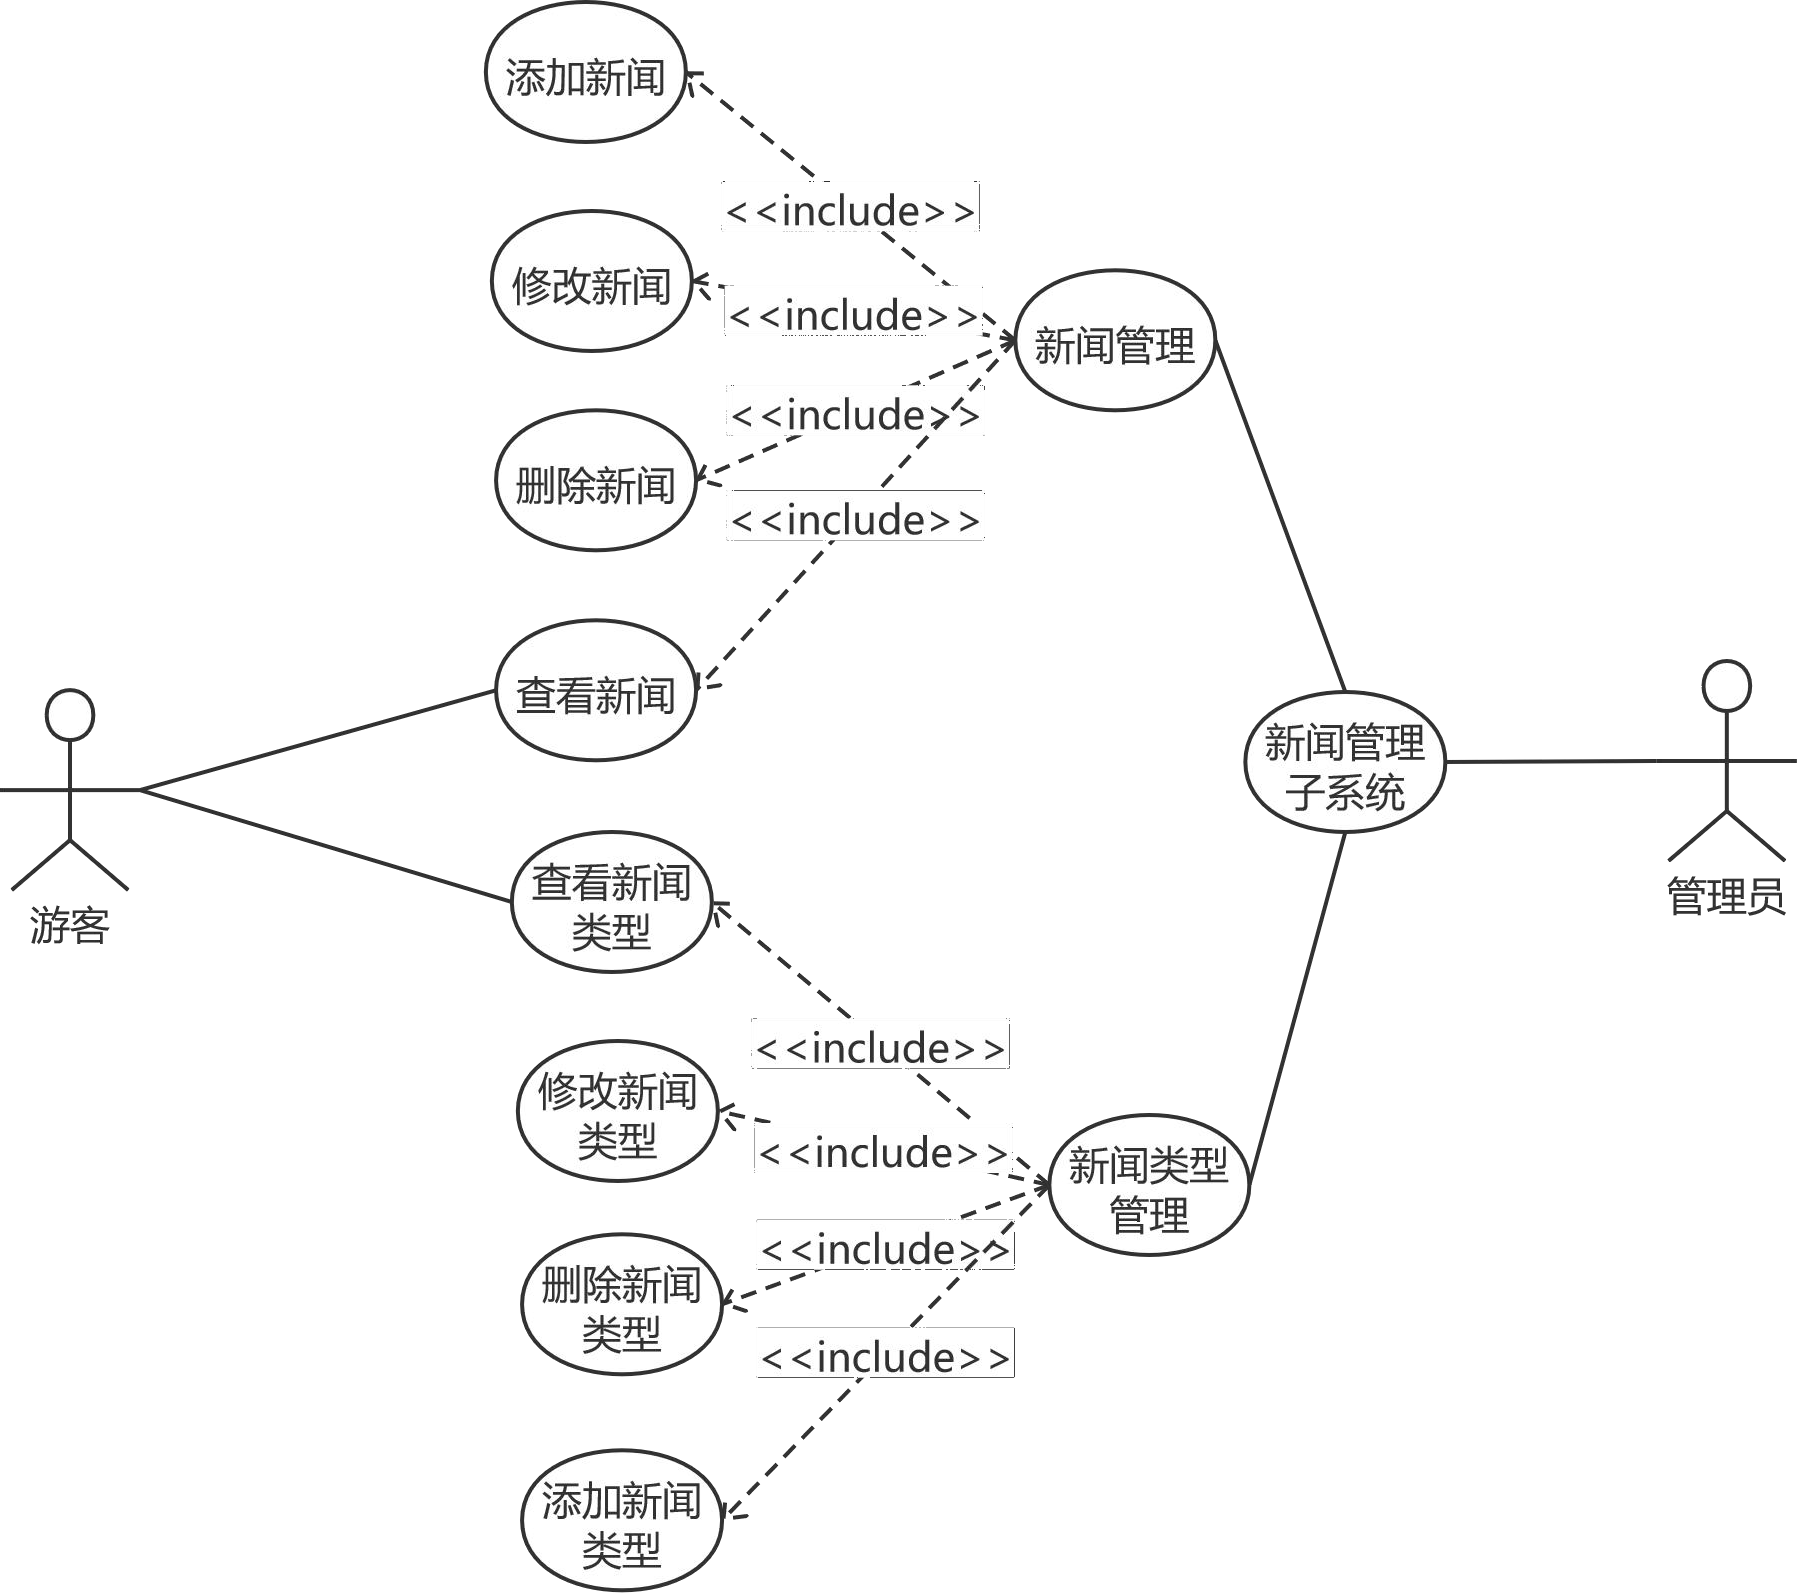 添加新闻
<<include>>
修改新闻
<<include>>
新闻管理
删除新闻
<<include>>
<<include>>
查看新闻
新闻管理
子系统
游客
管理员
查看新闻
类型
<<include>>
修改新闻
类型
<<include>>
新闻类型
管理
删除新闻
类型
<<include>>
<<include>>
添加新闻
类型